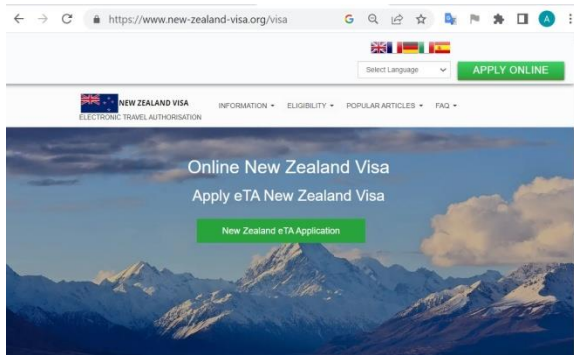 https://www.new-zealand-visa.org/visa
Select Language
APPLY ONLINE
NEW ZEALAND VISA
ELECTRONIC TRAVEL AUTHORISATION
INFORMATION
ELIGIBILITY
POPULAR ARTICLES
FAQ
Online New Zealand Visa
Apply eTA New Zealand Visa
New Zealand eTA Application